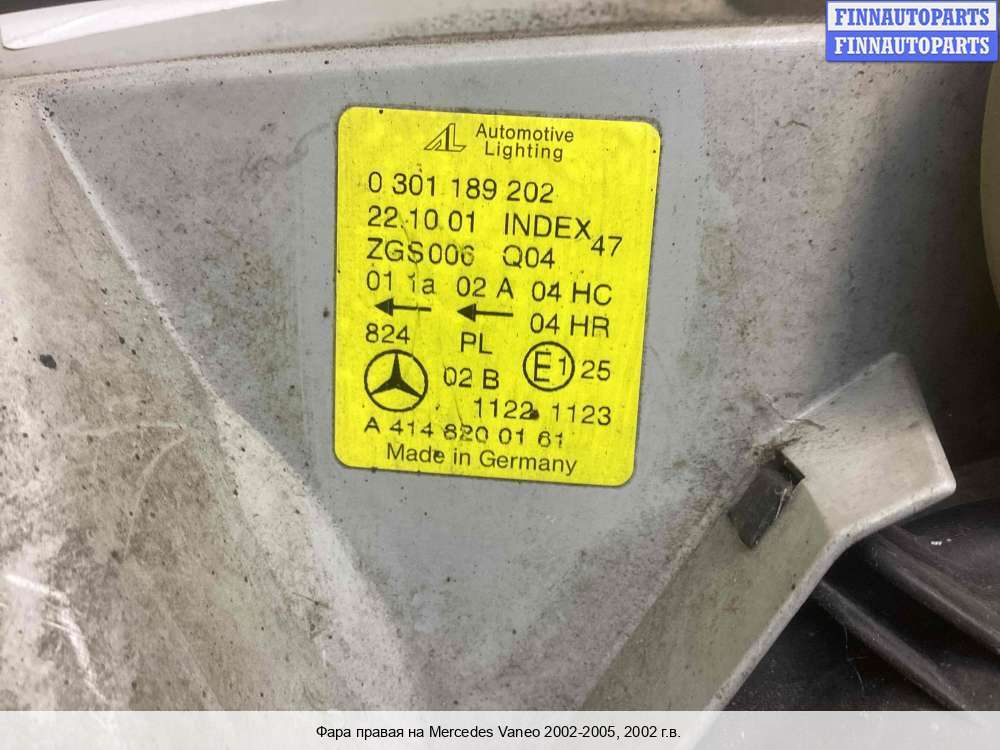 FINNAUTOPARTS
FINNAUTOPARTS
Automotive
Lighting
0 301 189 202
22.10 01 INDEX 47
ZGS006 Q04
01 1a 02 A 04 HC
04 HR
824 PL
02 B E1 25
1122 1123
A 414 820 01 61
Made in Germany
Фара правая на Mercedes Vaneo 2002-2005, 2002 г.в.